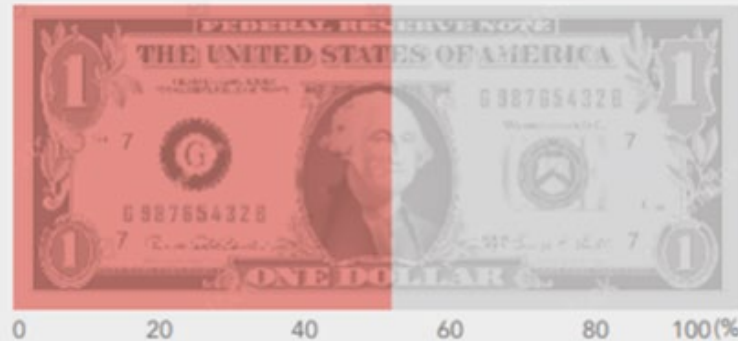 FEDERAL RESERVE NOTE
THE UNITED STATES OF AMERICA
1
1
G 98765432 B
7
7
G
G 98765432 B
7
7
1
1
ONE DOLLAR
0 20 40 60 80 100(%